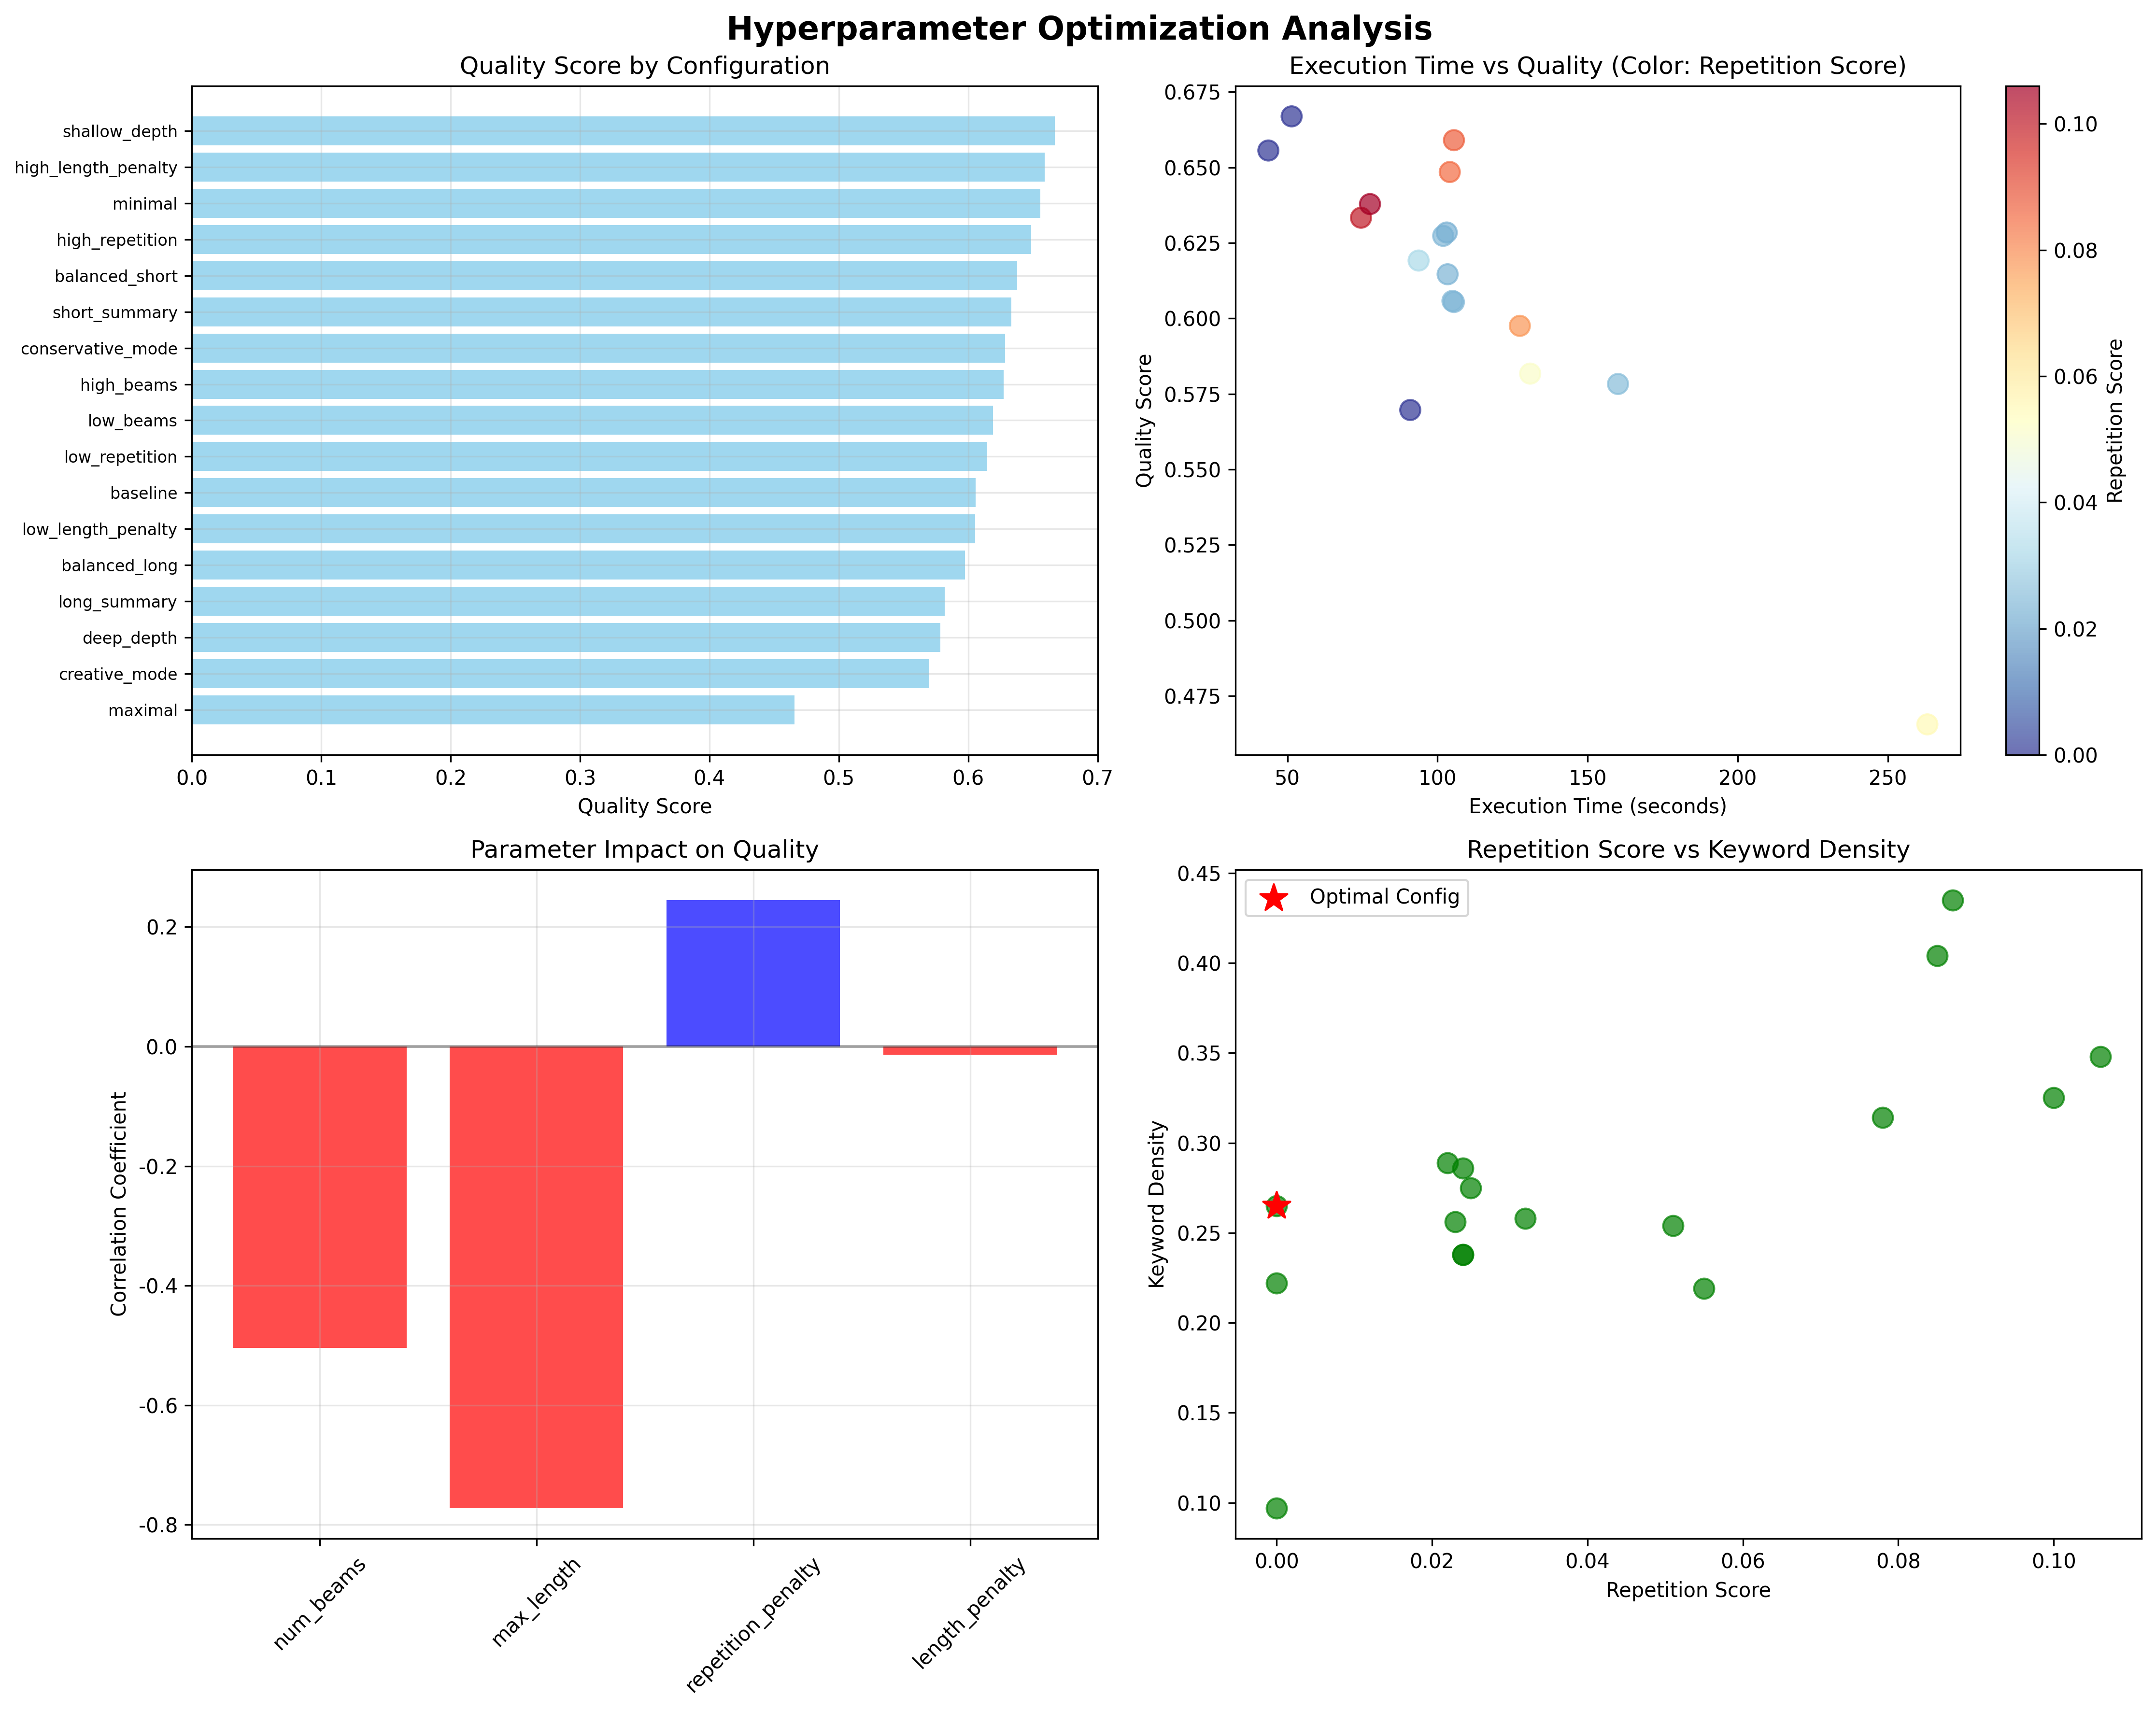 Hyperparameter Optimization Analysis
Quality Score by Configuration
shallow_depth
high_length_penalty
minimal
high_repetition
balanced_short
short_summary
conservative_mode
high_beams
low_beams
low_repetition
baseline
low_length_penalty
balanced_long
long_summary
deep_depth
creative_mode
maximal
0.0 0.1 0.2 0.3 0.4 0.5 0.6 0.7
Quality Score
Execution Time vs Quality (Color: Repetition Score)
0.675
0.650
0.625
0.600
0.575
0.550
0.525
0.500
0.475
Quality Score
50 100 150 200 250
Execution Time (seconds)
0.10
0.08
0.06
0.04
0.02
0.00
Repetition Score
Parameter Impact on Quality
0.2
0.0
-0.2
-0.4
-0.6
-0.8
Correlation Coefficient
num_beams
max_length
repetition_penalty
length_penalty
Repetition Score vs Keyword Density
Optimal Config
0.45
0.40
0.35
0.30
0.25
0.20
0.15
0.10
Keyword Density
0.00 0.02 0.04 0.06 0.08 0.10
Repetition Score